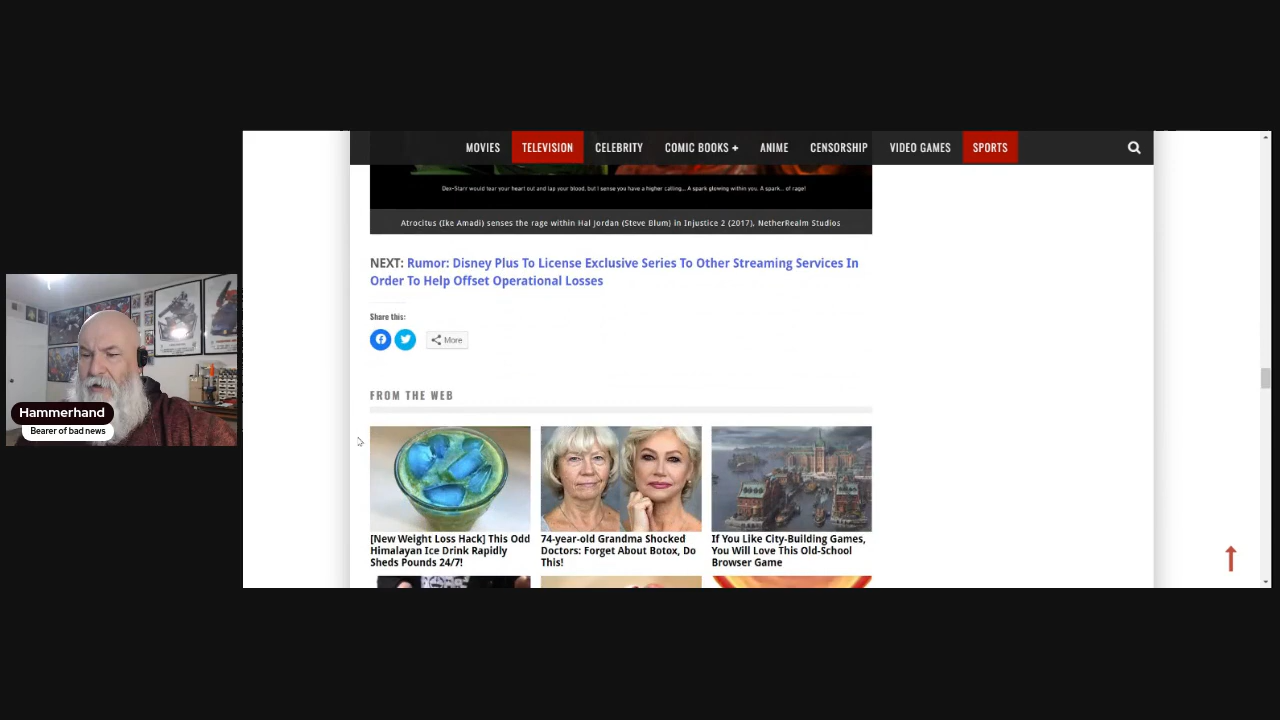 MOVIES TELEVISION CELEBRITY COMIC BOOKS + ANIME CENSORSHIP VIDEO GAMES SPORTS
Dex-Starr would tear your heart out and lap your blood, but I sense you have a higher calling... A spark glowing within you. A spark... of rage!
Atrocitus (Ike Amadi) senses the rage within Hal Jordan (Steve Blum) in Injustice 2 (2017), NetherRealm Studios
NEXT: Rumor: Disney Plus To License Exclusive Series To Other Streaming Services In
Order To Help Offset Operational Losses
Share this:
More
FROM THE WEB
[New Weight Loss Hack] This Odd
Himalayan Ice Drink Rapidly
Sheds Pounds 24/7!
74-year-old Grandma Shocked
Doctors: Forget About Botox, Do
This!
If You Like City-Building Games,
You Will Love This Old-School
Browser Game
Hammerhand
Bearer of bad news